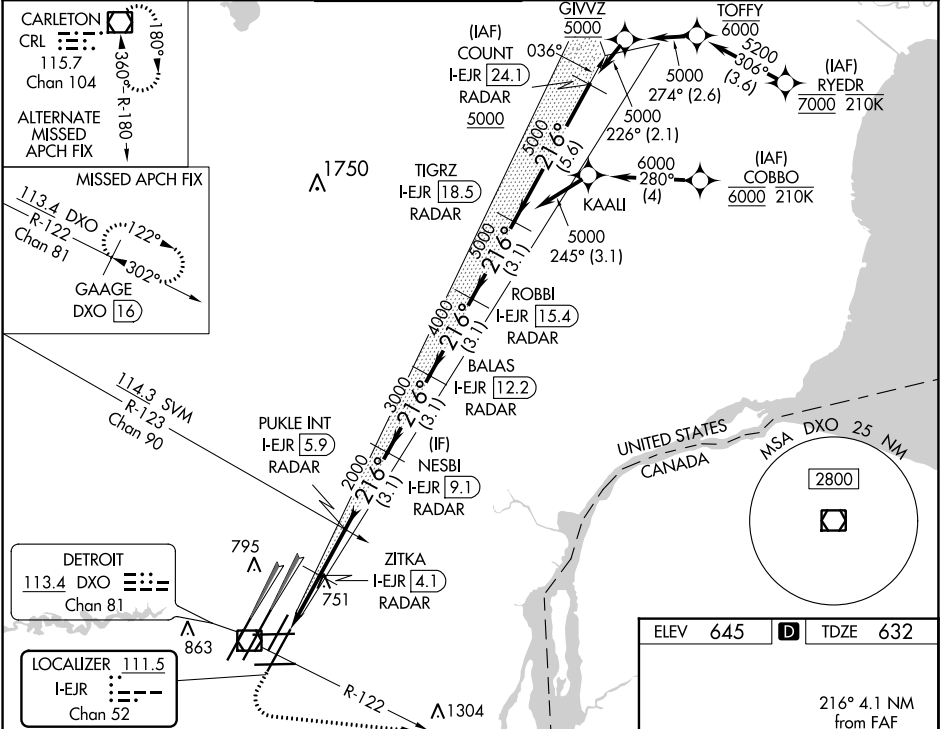 CARLETON
CRL
115.7
Chan 104
180°
360°
R-180
ALTERNATE
MISSED
APCH FIX
MISSED APCH FIX
113.4 DXO
R-122
Chan 81
122°
302°
GAAGE
DXO 16
(IAF)
COUNT
I-EJR 24.1
RADAR
5000
036°
GIVVZ
5000
TOFFY
6000
5200
306°
(3.6)
(IAF)
RYEDR
7000 210K
5000
274° (2.6)
5000
226° (2.1)
5000
216°
(5.6)
1750
TIGRZ
I-EJR 18.5
RADAR
6000
280°
(4)
KAALI
(IAF)
COBBO
6000 210K
5000
245° (3.1)
5000
216°
(3.1)
ROBBI
I-EJR 15.4
RADAR
4000
216°
(3.1)
BALAS
I-EJR 12.2
RADAR
3000
216°
(3.1)
(IF)
NESBI
I-EJR 9.1
RADAR
2000
216°
(3.1)
114.3 SVM
R-123
Chan 90
PUKLE INT
I-EJR 5.9
RADAR
UNITED STATES
CANADA
MSA DXO 25 NM
2800
795
ZITKA
I-EJR 4.1
RADAR
751
DETROIT
113.4 DXO
Chan 81
863
LOCALIZER 111.5
I-EJR
Chan 52
R-122
1304
ELEV 645 D TDZE 632
216° 4.1 NM
from FAF